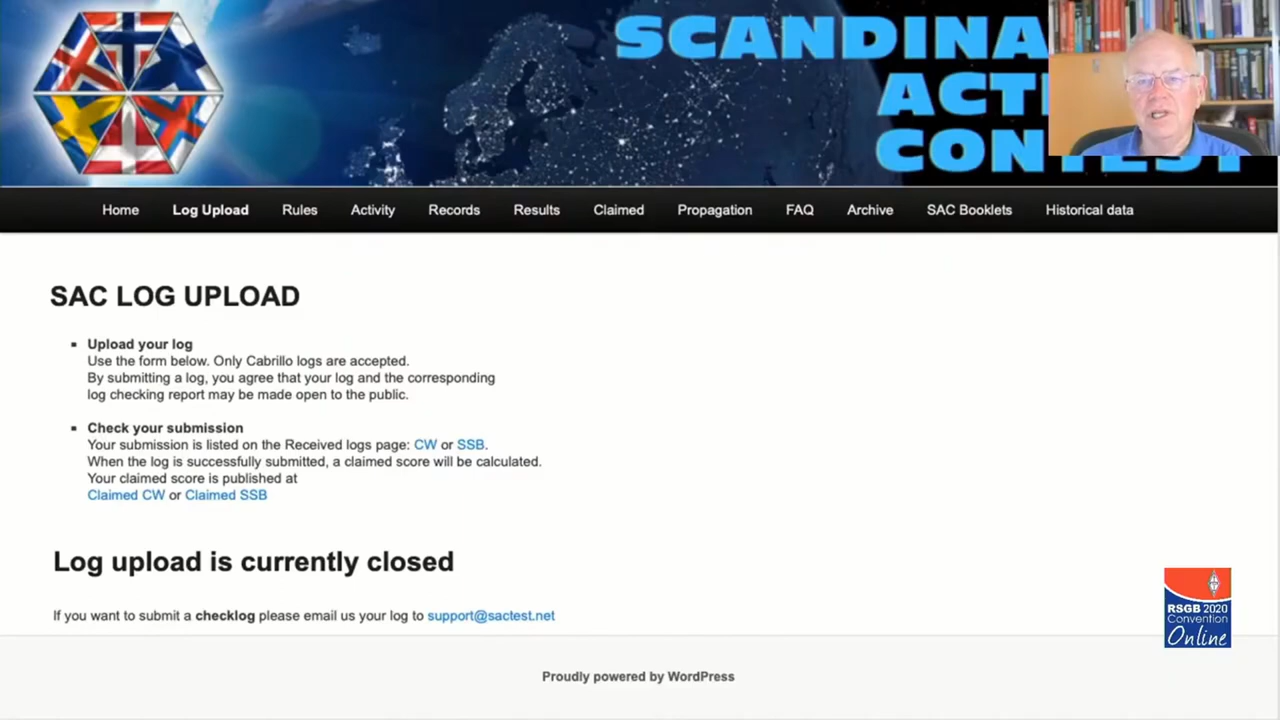 SCANDINA
ACTI
CONTEST
Home Log Upload Rules Activity Records Results Claimed Propagation FAQ Archive SAC Booklets Historical data
SAC LOG UPLOAD
▪ Upload your log
Use the form below. Only Cabrillo logs are accepted.
By submitting a log, you agree that your log and the corresponding
log checking report may be made open to the public.
▪ Check your submission
Your submission is listed on the Received logs page: CW or SSB.
When the log is successfully submitted, a claimed score will be calculated.
Your claimed score is published at
Claimed CW or Claimed SSB
Log upload is currently closed
If you want to submit a checklog please email us your log to support@sactest.net
RSGB 2020
Convention
Online
Proudly powered by WordPress